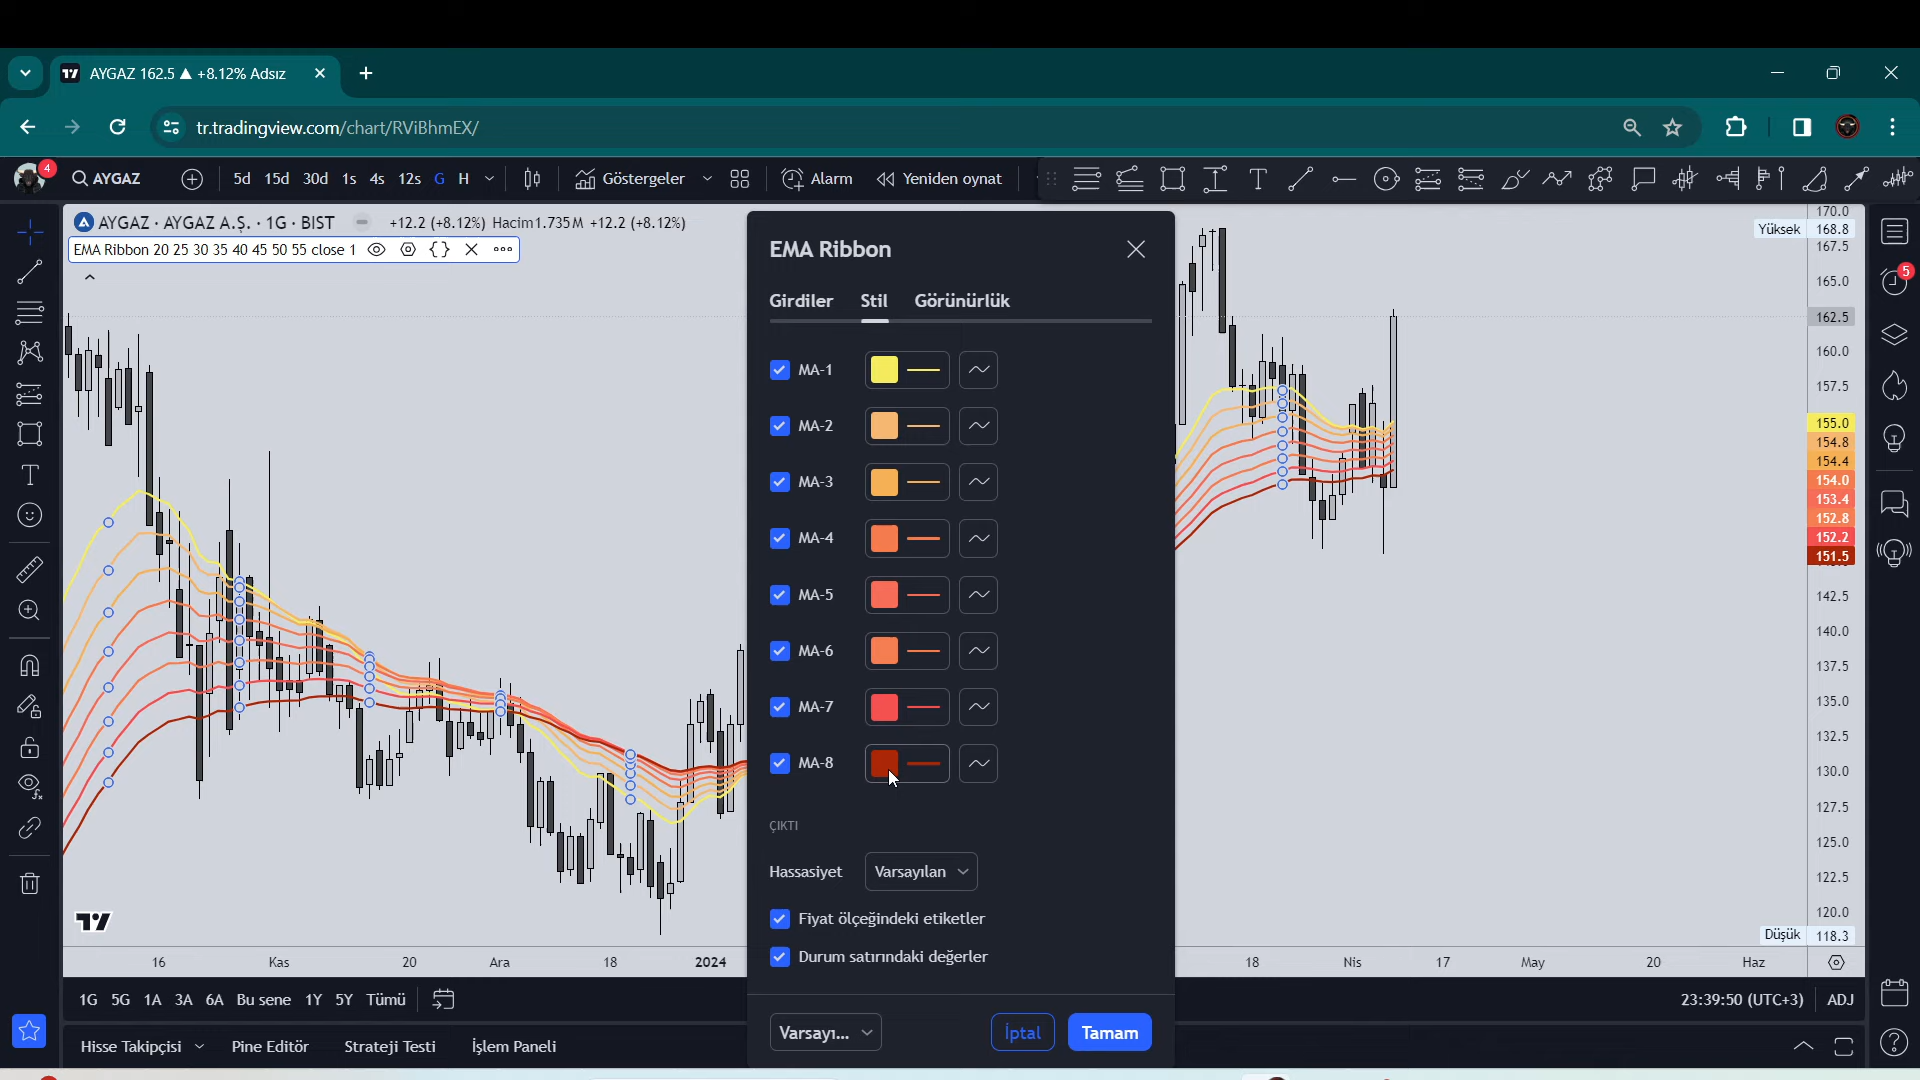 AYGAZ 162.5 ▲ +8.12% Adsız
tr.tradingview.com/chart/RViBhmEX/
4
AYGAZ
5d 15d 30d 1s 4s 12s G H
Göstergeler
Alarm
Yeniden oynat
AYGAZ · AYGAZ A.Ş. · 1G · BIST
+12.2 (+8.12%) Hacim1.735M +12.2 (+8.12%)
EMA Ribbon 20 25 30 35 40 45 50 55 close 1
EMA Ribbon
Girdiler
Stil
Görünürlük
MA-1
MA-2
MA-3
MA-4
MA-5
MA-6
MA-7
MA-8
ÇIKTI
Hassasiyet
Varsayılan
Fiyat ölçeğindeki etiketler
Durum satırındaki değerler
Varsayı...
İptal
Tamam
170.0
Yüksek 168.8
167.5
165.0
162.5
160.0
157.5
155.0
154.8
154.4
154.0
153.4
152.8
152.2
151.5
142.5
140.0
137.5
135.0
132.5
130.0
127.5
125.0
122.5
120.0
Düşük 118.3
5
16 Kas 20 Ara 18 2024 18 Nis 17 May 20 Haz
1G 5G 1A 3A 6A Bu sene 1Y 5Y Tümü
23:39:50 (UTC+3) ADJ
Hisse Takipçisi
Pine Editör
Strateji Testi
İşlem Paneli